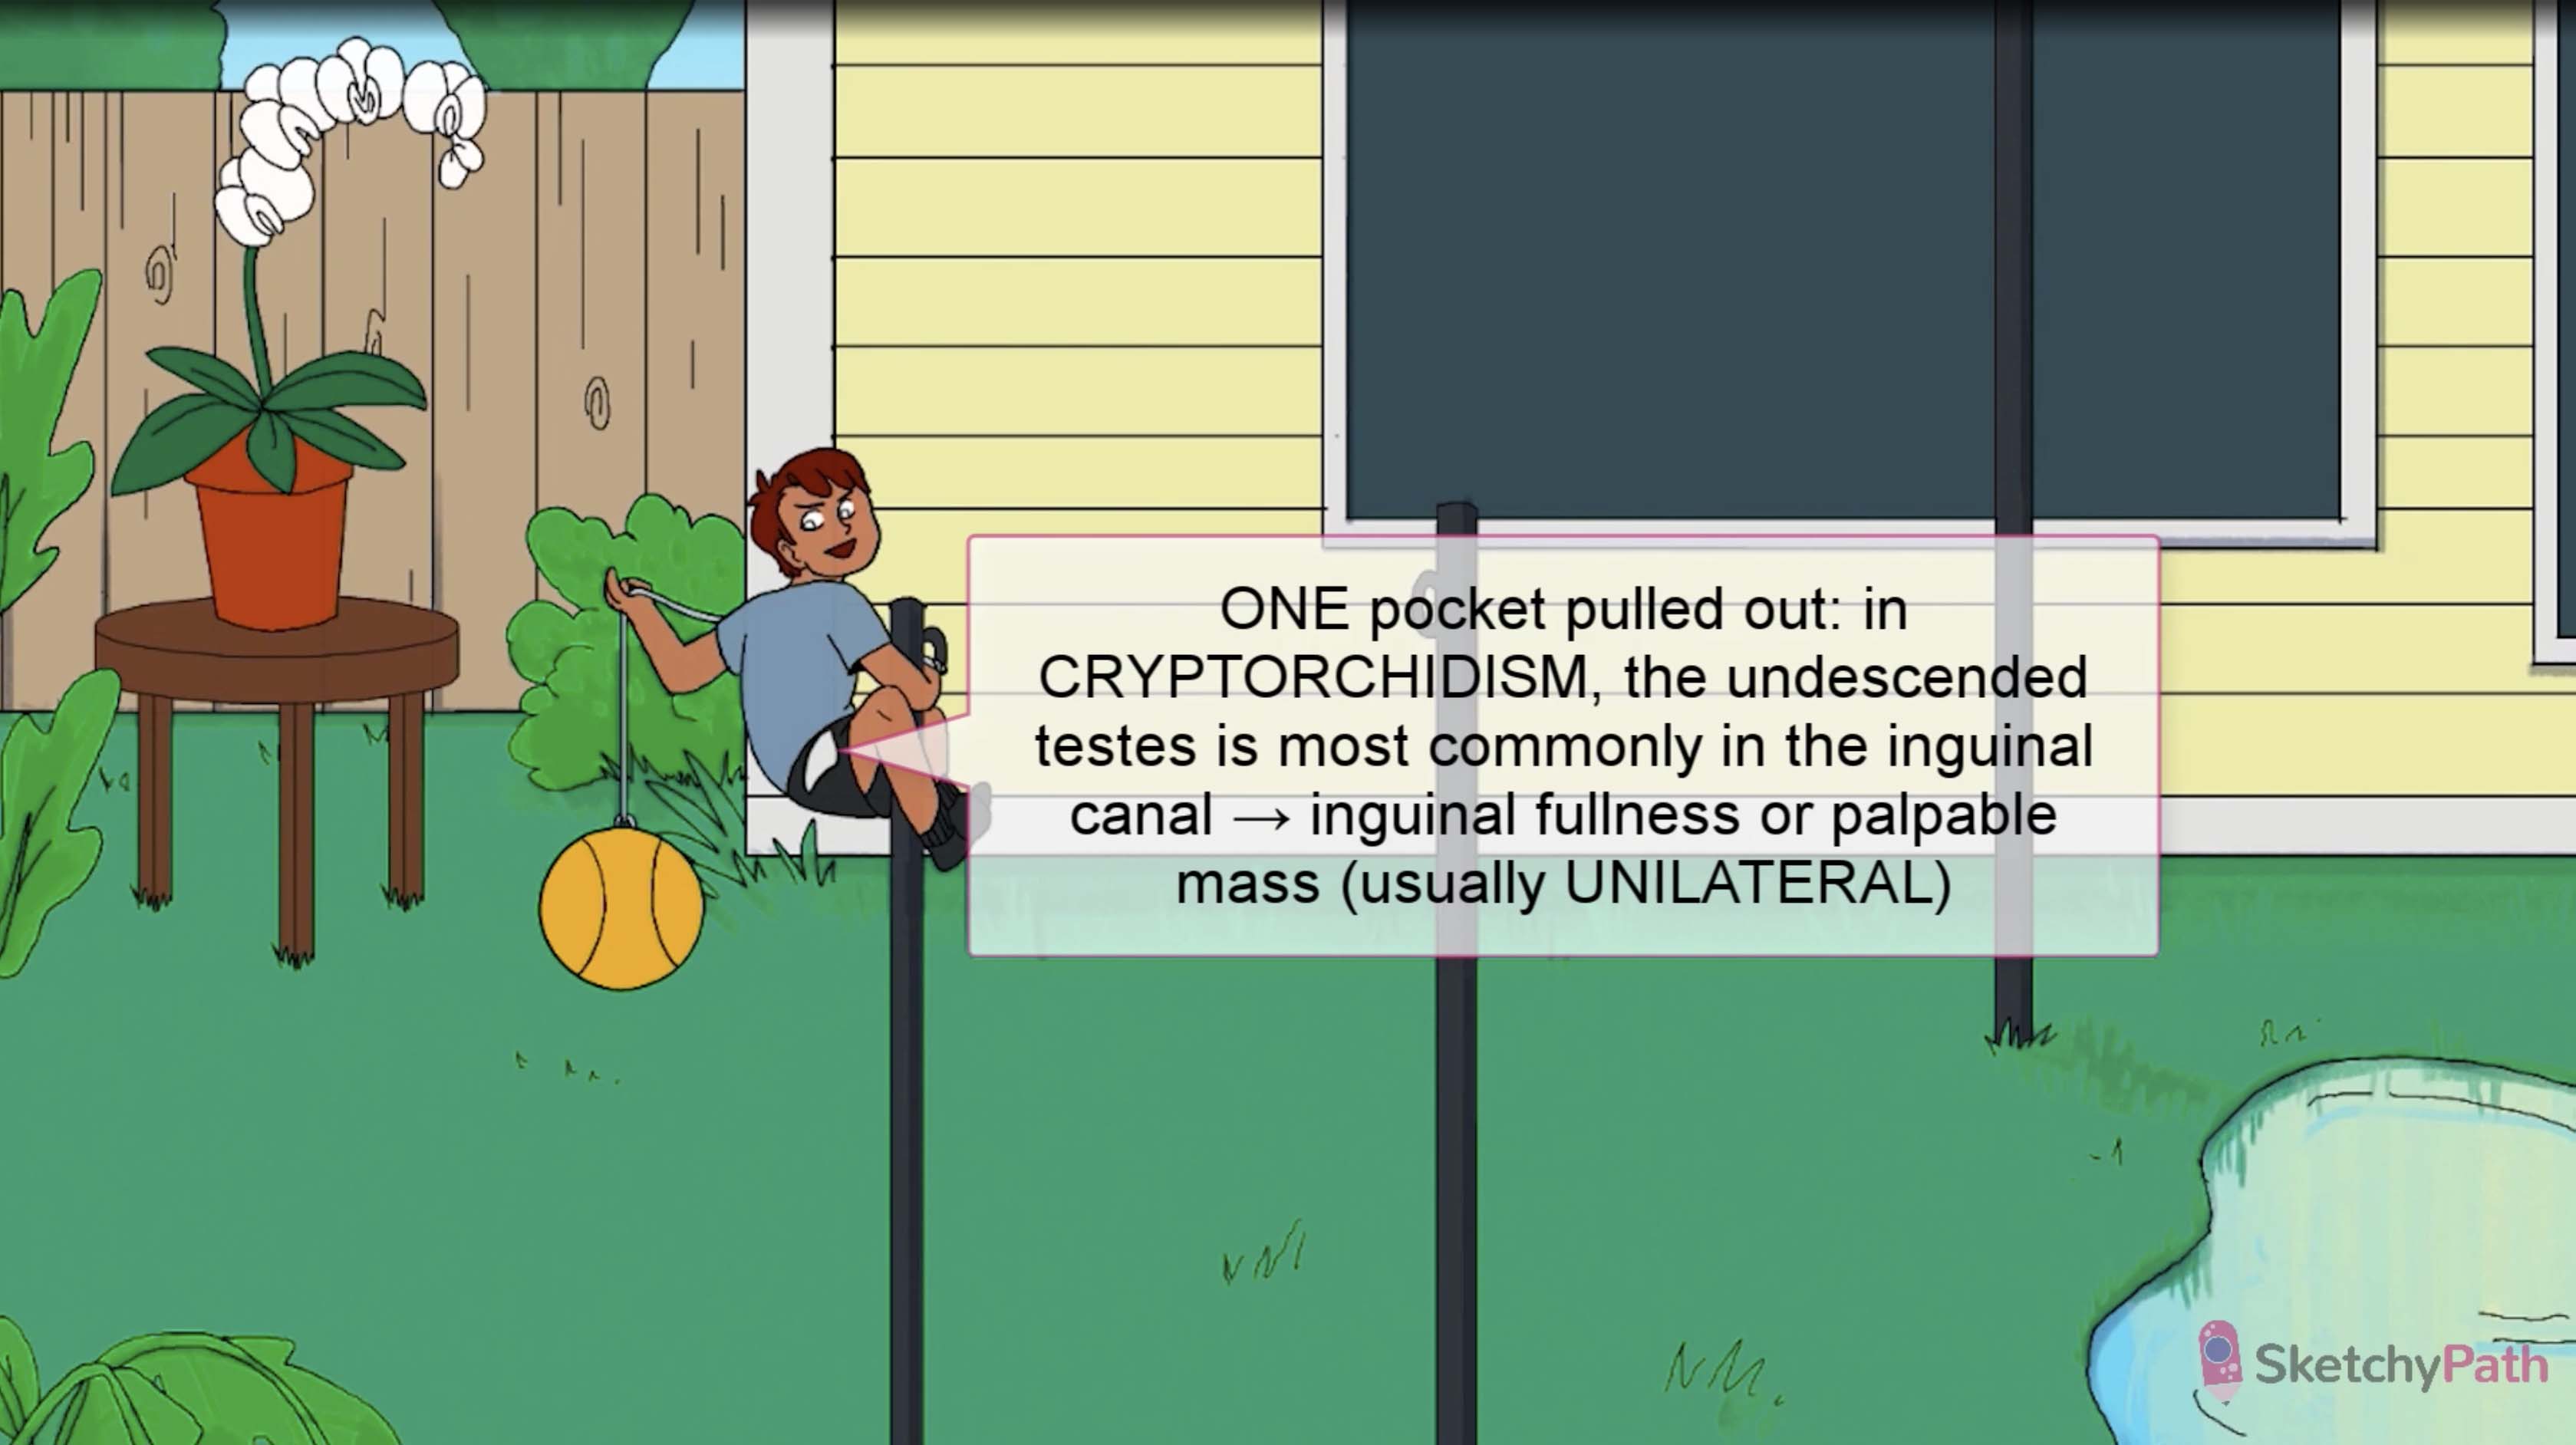 ONE pocket pulled out: in
CRYPTORCHIDISM, the undescended
testes is most commonly in the inguinal
canal → inguinal fullness or palpable
mass (usually UNILATERAL)
SketchyPath